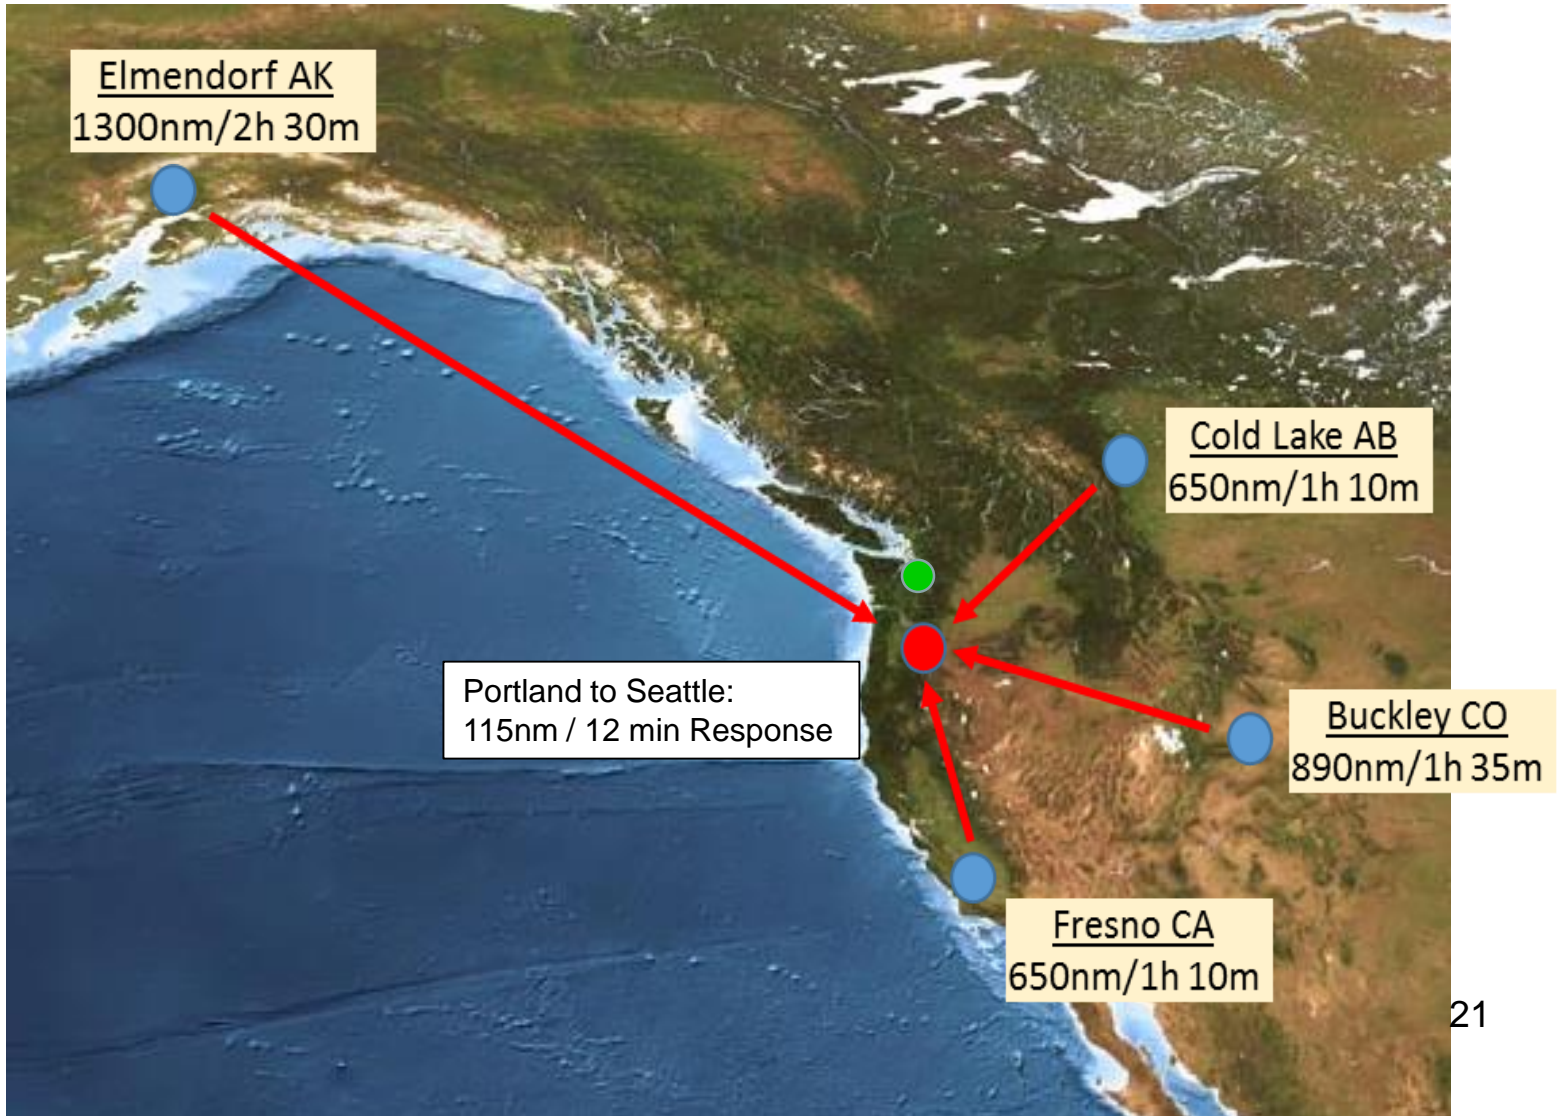 Elmendorf AK
1300nm/2h 30m
Cold Lake AB
650nm/1h 10m
Portland to Seattle:
115nm / 12 min Response
Buckley CO
890nm/1h 35m
Fresno CA
650nm/1h 10m
21